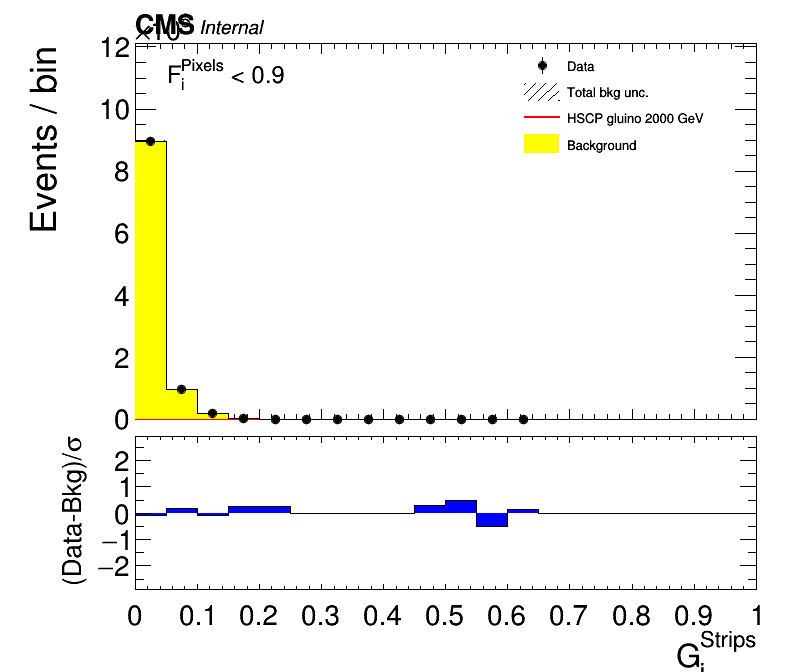 CMS Internal
F_i^Pixels < 0.9
Data
Total bkg unc.
HSCP gluino 2000 GeV
Background
Events / bin
12
10
8
6
4
2
0
(Data-Bkg)/σ
2
1
0
−1
−2
0 0.1 0.2 0.3 0.4 0.5 0.6 0.7 0.8 0.9 1
G_i^Strips